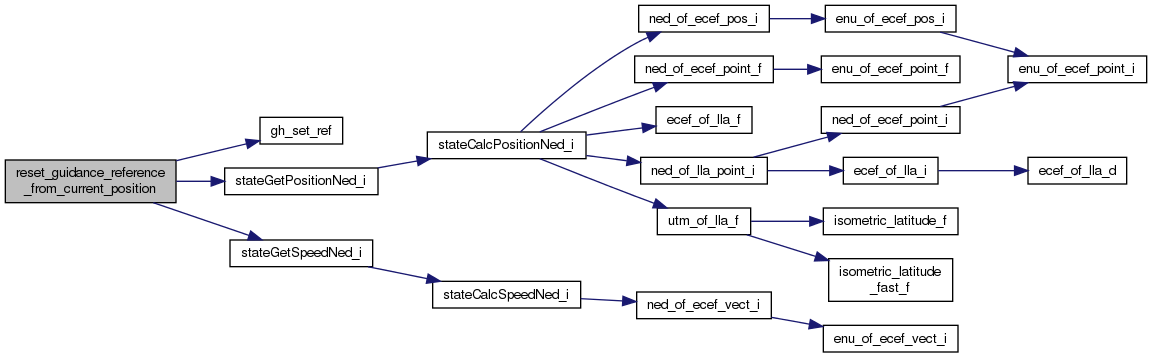 reset_guidance_reference
_from_current_position
gh_set_ref
stateGetPositionNed_i
stateGetSpeedNed_i
stateCalcPositionNed_i
stateCalcSpeedNed_i
ned_of_ecef_pos_i
ned_of_ecef_point_f
ecef_of_lla_f
ned_of_lla_point_i
utm_of_lla_f
ned_of_ecef_vect_i
enu_of_ecef_pos_i
enu_of_ecef_point_f
ned_of_ecef_point_i
ecef_of_lla_i
isometric_latitude_f
isometric_latitude
_fast_f
enu_of_ecef_vect_i
enu_of_ecef_point_i
ecef_of_lla_d